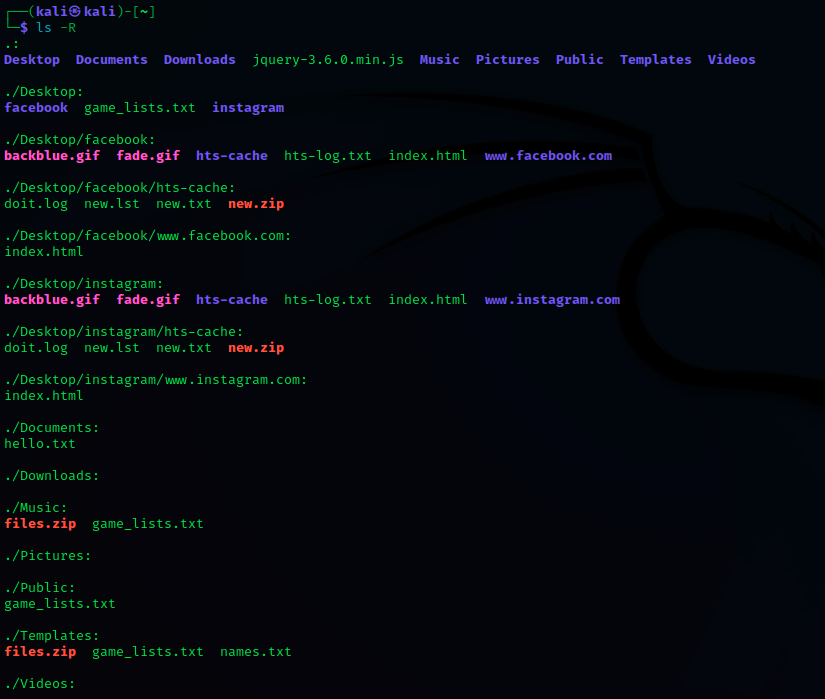 ┌──(kali㉿kali)-[~]
└─$ ls -R
.:
Desktop  Documents  Downloads  jquery-3.6.0.min.js  Music  Pictures  Public  Templates  Videos

./Desktop:
facebook  game_lists.txt  instagram

./Desktop/facebook:
backblue.gif  fade.gif  hts-cache  hts-log.txt  index.html  www.facebook.com

./Desktop/facebook/hts-cache:
doit.log  new.lst  new.txt  new.zip

./Desktop/facebook/www.facebook.com:
index.html

./Desktop/instagram:
backblue.gif  fade.gif  hts-cache  hts-log.txt  index.html  www.instagram.com

./Desktop/instagram/hts-cache:
doit.log  new.lst  new.txt  new.zip

./Desktop/instagram/www.instagram.com:
index.html

./Documents:
hello.txt

./Downloads:

./Music:
files.zip  game_lists.txt

./Pictures:

./Public:
game_lists.txt

./Templates:
files.zip  game_lists.txt  names.txt

./Videos: